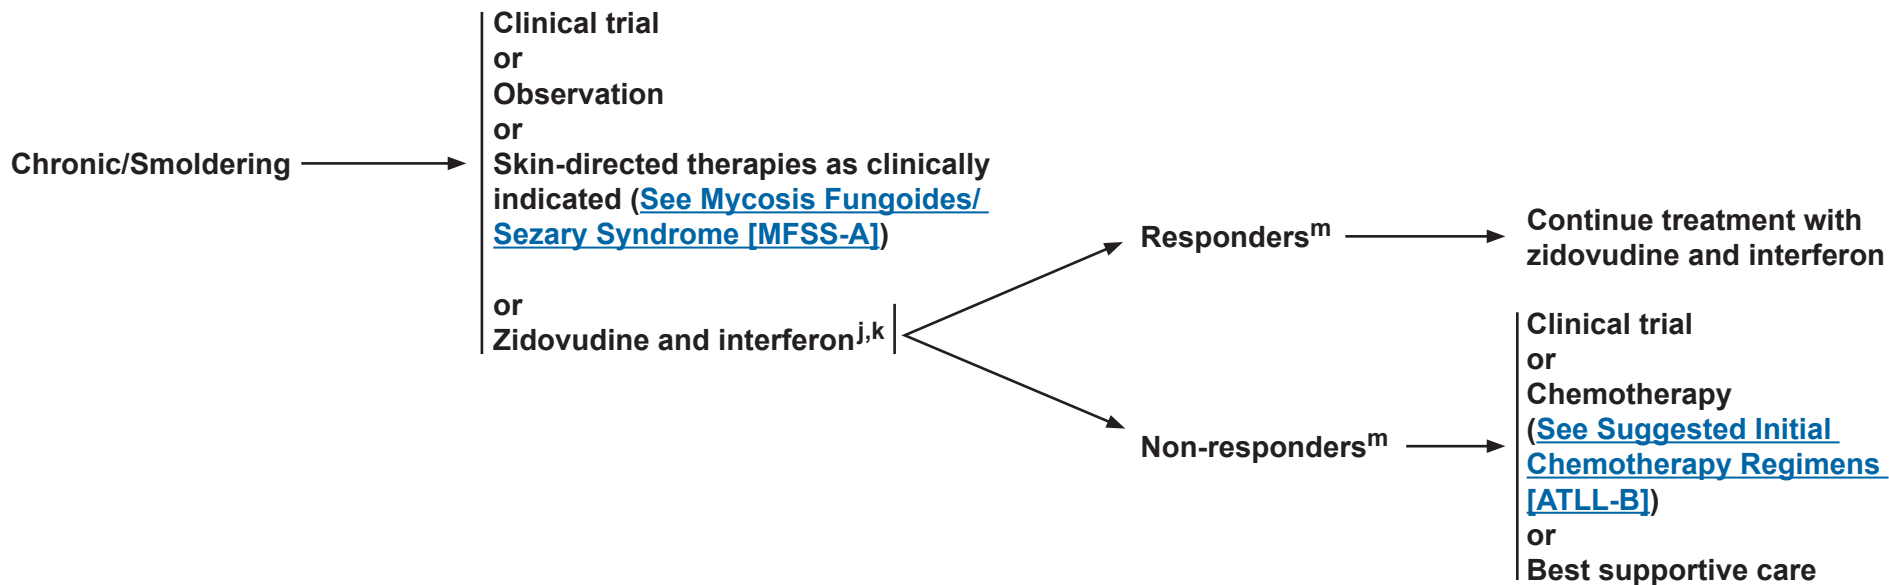 Chronic/Smoldering
Clinical trial
or
Observation
or
Skin-directed therapies as clinically
indicated (See Mycosis Fungoides/
Sezary Syndrome [MFSS-A])
or
Zidovudine and interferonj,k
Respondersm
Continue treatment with
zidovudine and interferon
Non-respondersm
Clinical trial
or
Chemotherapy
(See Suggested Initial
Chemotherapy Regimens
[ATLL-B])
or
Best supportive care